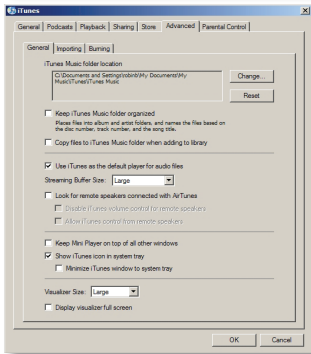 iTunes
General Podcasts Playback Sharing Store Advanced Parental Control
General Importing Burning
iTunes Music folder location
C:\Documents and Settings\robinb\My Documents\My
Music\iTunes\iTunes Music
Change...
Reset
Keep iTunes Music folder organized
Places files into album and artist folders, and names the files based on
the disc number, track number, and the song title.
Copy files to iTunes Music folder when adding to library
Use iTunes as the default player for audio files
Streaming Buffer Size: Large
Look for remote speakers connected with AirTunes
Disable iTunes volume control for remote speakers
Allow iTunes control from remote speakers
Keep Mini Player on top of all other windows
Show iTunes icon in system tray
Minimize iTunes window to system tray
Visualizer Size: Large
Display visualizer full screen
OK Cancel